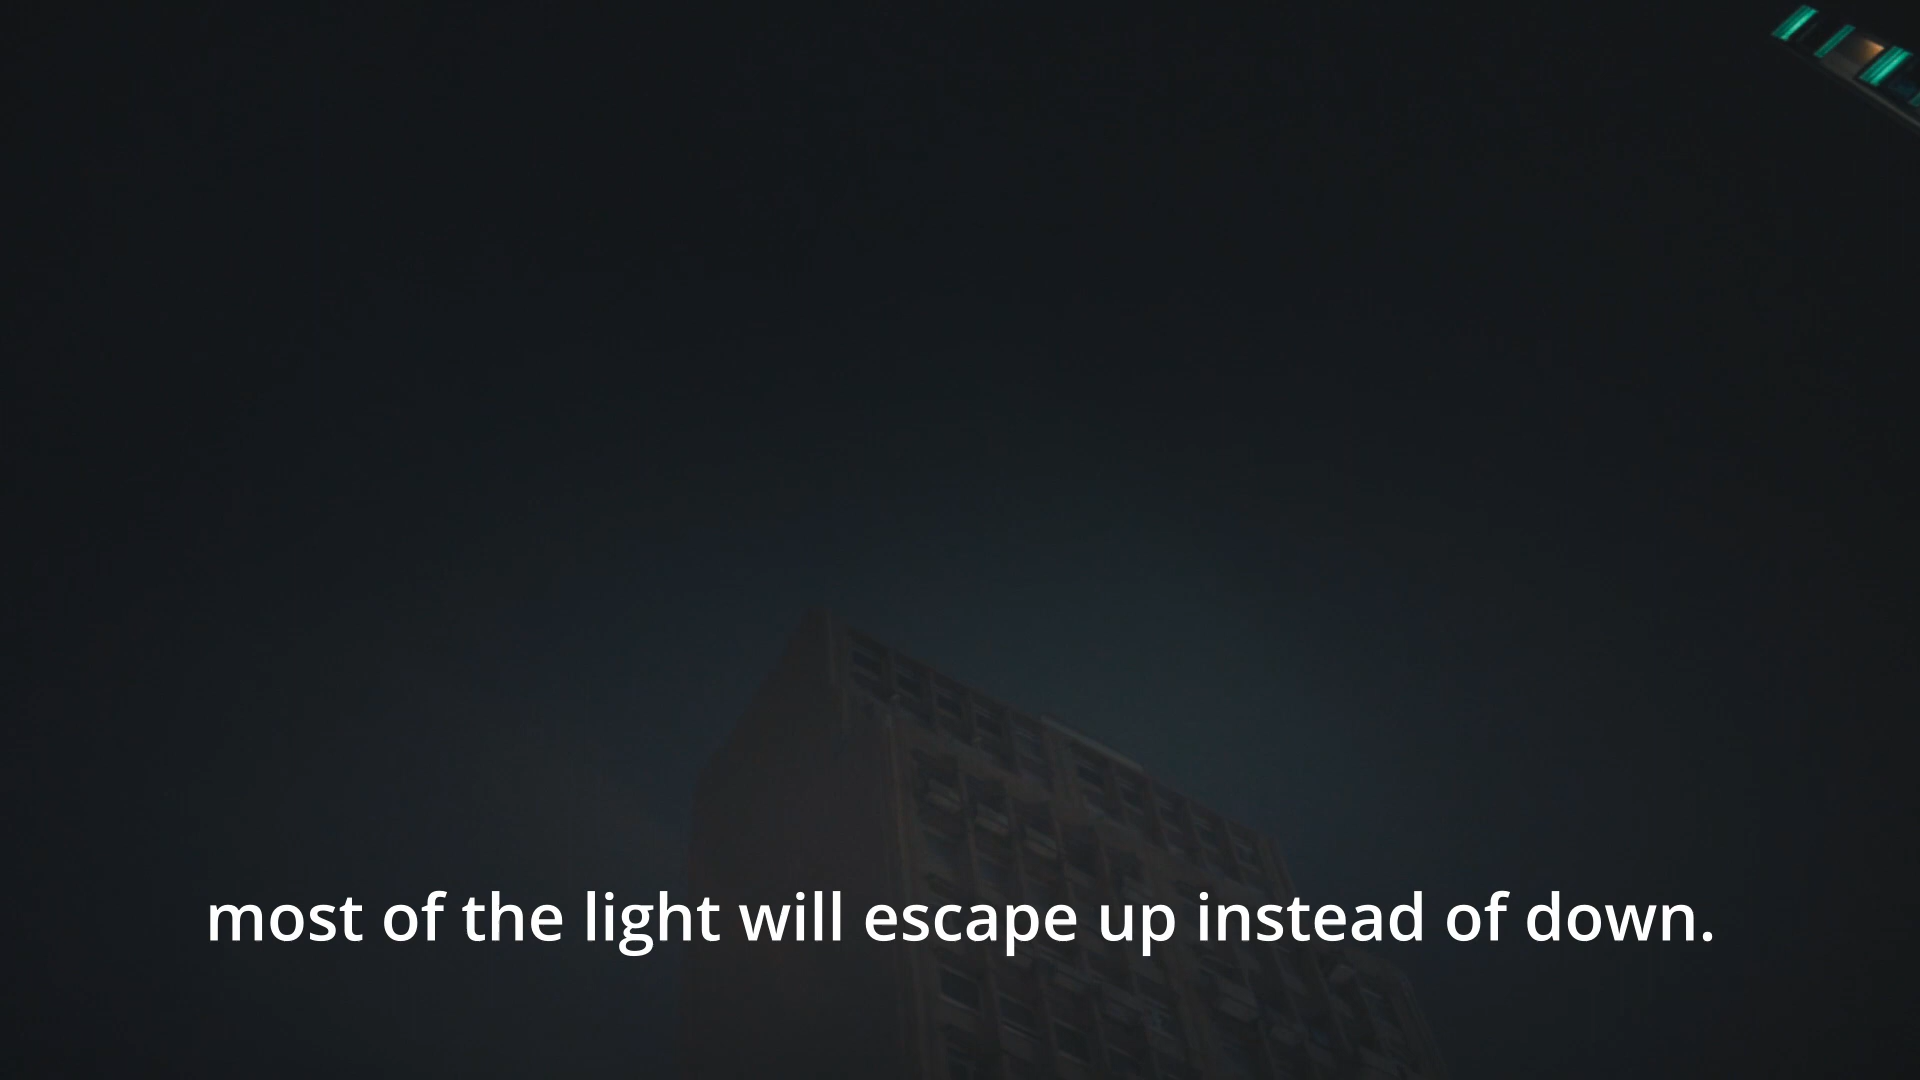 most of the light will escape up instead of down.